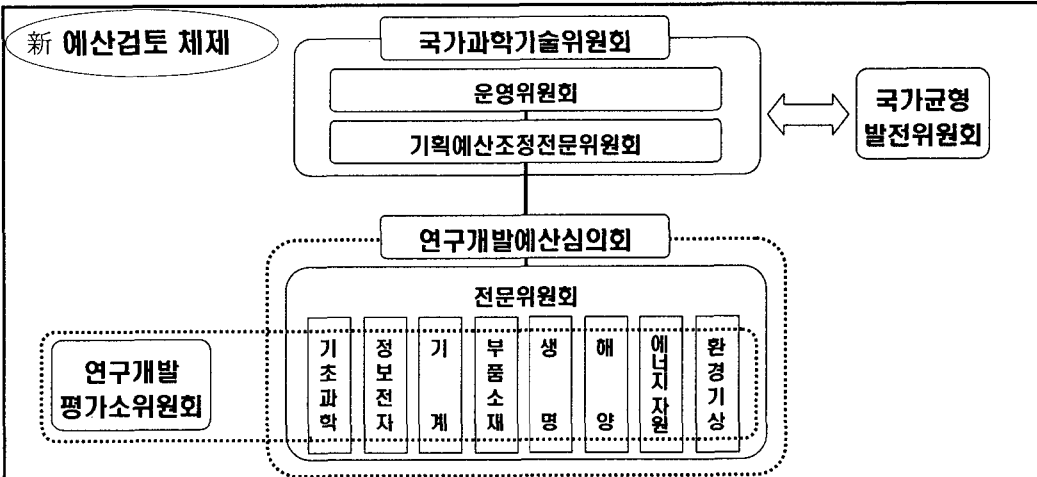 新 예산검토 체제
국가과학기술위원회
운영위원회
기획예산조정전문위원회
국가균형
발전위원회
연구개발예산심의회
전문위원회
기초과학
정보전자
기계
부품소재
생명
해양
에너지자원
환경기상
연구개발
평가소위원회